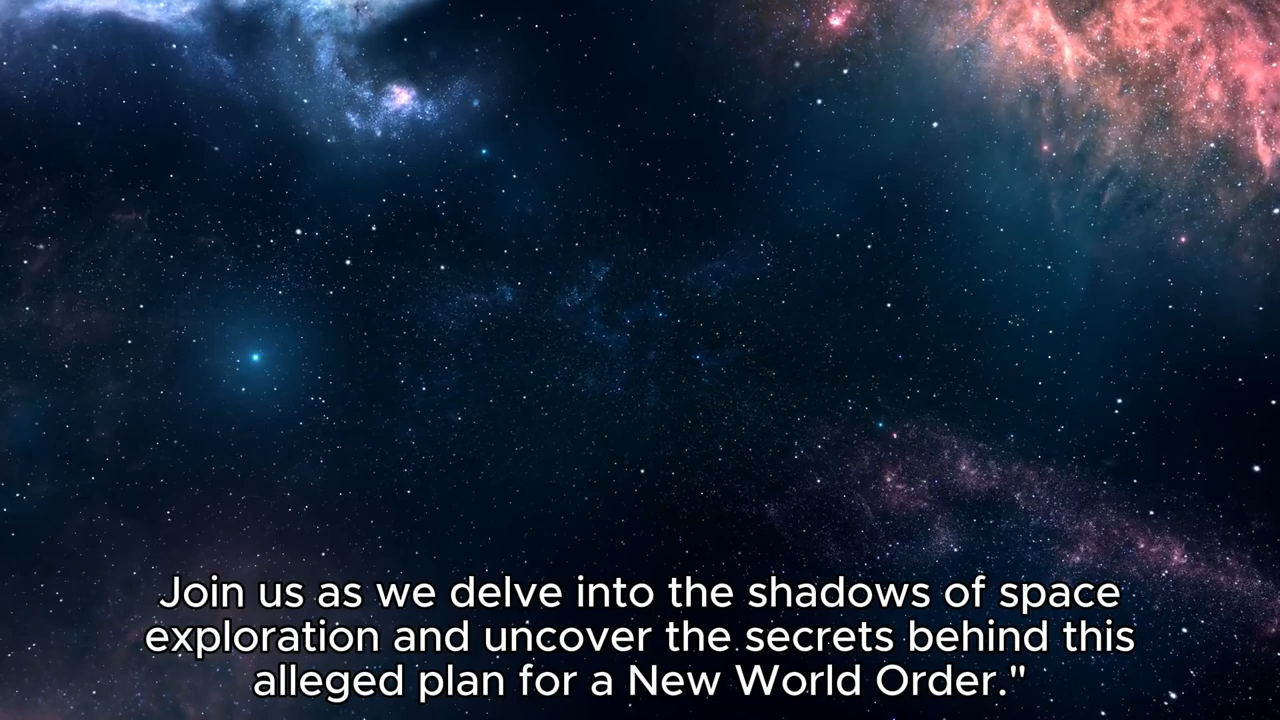 Join us as we delve into the shadows of space
exploration and uncover the secrets behind this
alleged plan for a New World Order."